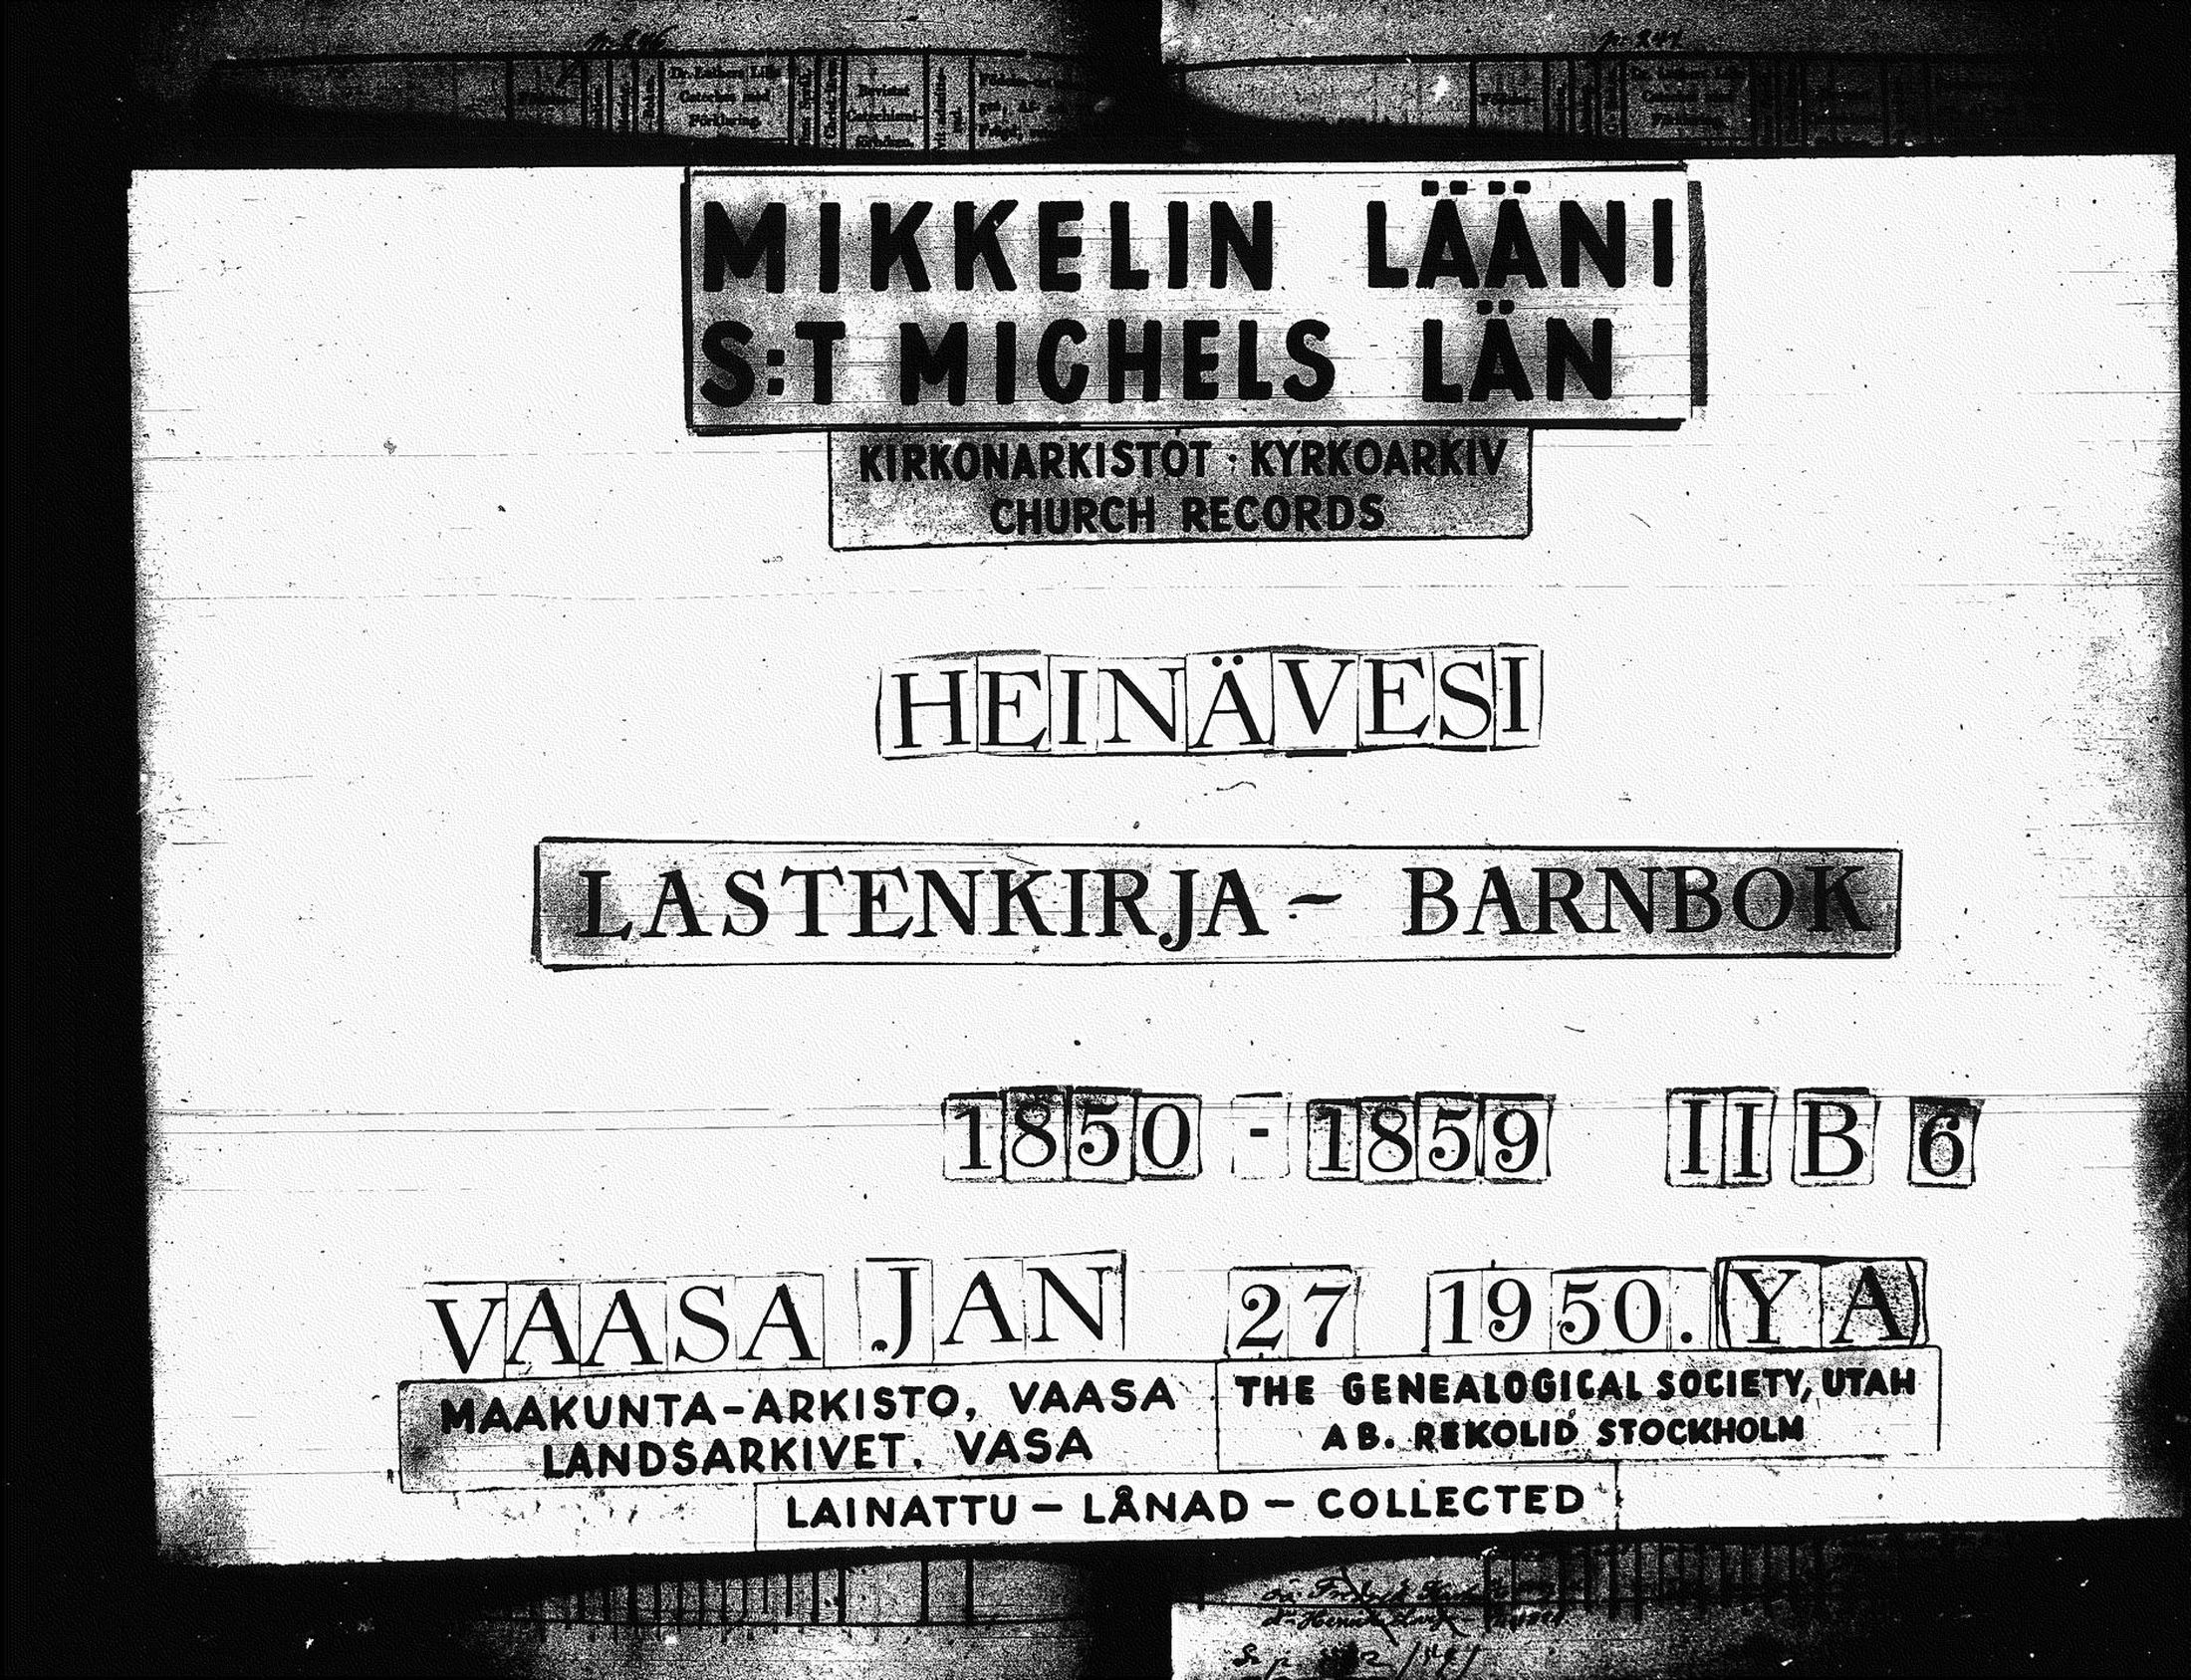 Förklaring.
MIKKELIN LÄÄNI
S:T MICHELS LÄN
KIRKONARKISTOT · KYRKOARKIV
CHURCH RECORDS
HEINÄVESI
LASTENKIRJA - BARNBOK
1850 - 1859 II B 6
VAASA JAN 27 1950. YA
MAAKUNTA-ARKISTO, VAASA
LANDSARKIVET, VASA
THE GENEALOGICAL SOCIETY, UTAH
AB. REKOLID STOCKHOLM
LAINATTU - LÅNAD - COLLECTED